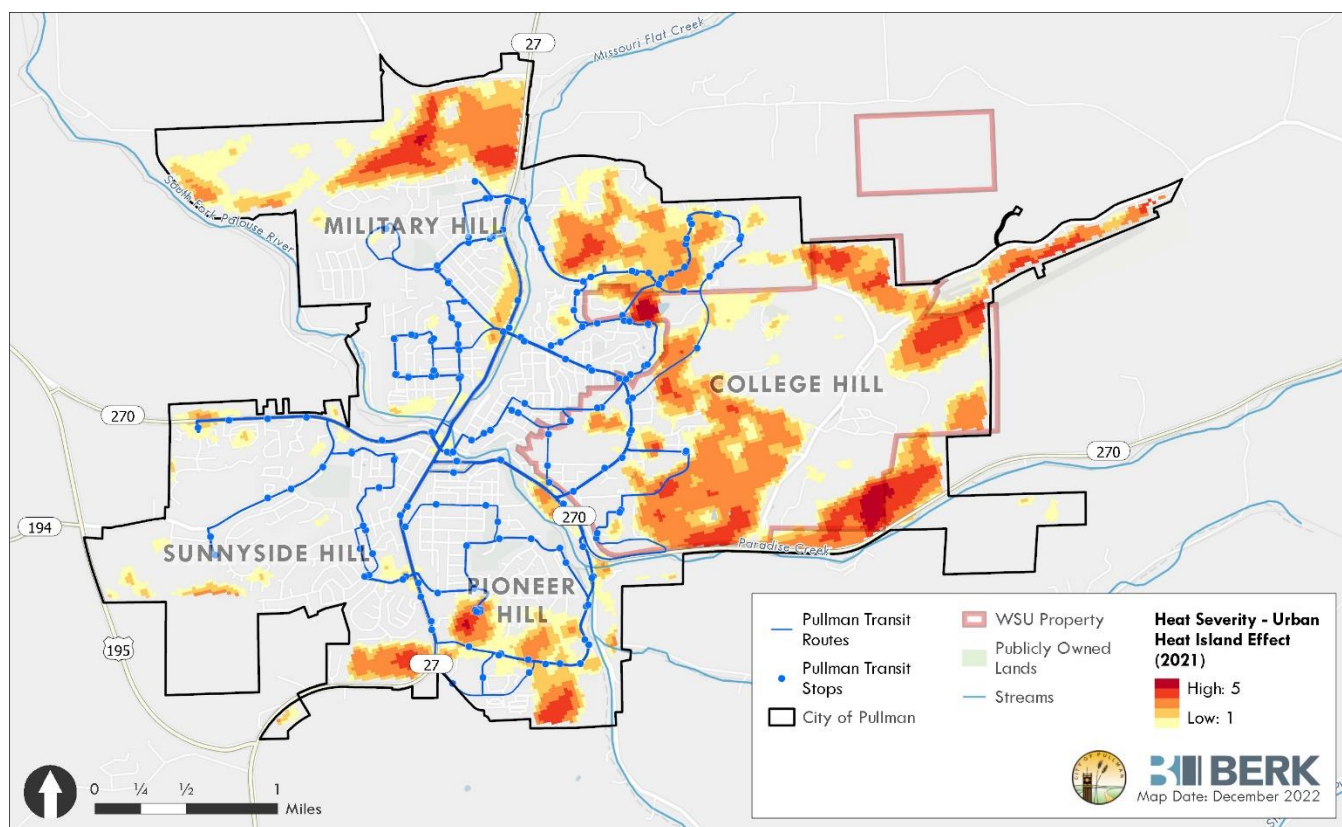 27
Missouri Flat Creek
South Fork Palouse River
MILITARY HILL
COLLEGE HILL
270
270
194
270
SUNNYSIDE HILL
Paradise Creek
PIONEER
HILL
195
27
Pullman Transit
Routes
Pullman Transit
Stops
City of Pullman
WSU Property
Publicly Owned
Lands
Streams
Heat Severity - Urban
Heat Island Effect
(2021)
High: 5
Low: 1
0 ¼ ½ 1
Miles
CITY OF PULLMAN
BERK
Map Date: December 2022